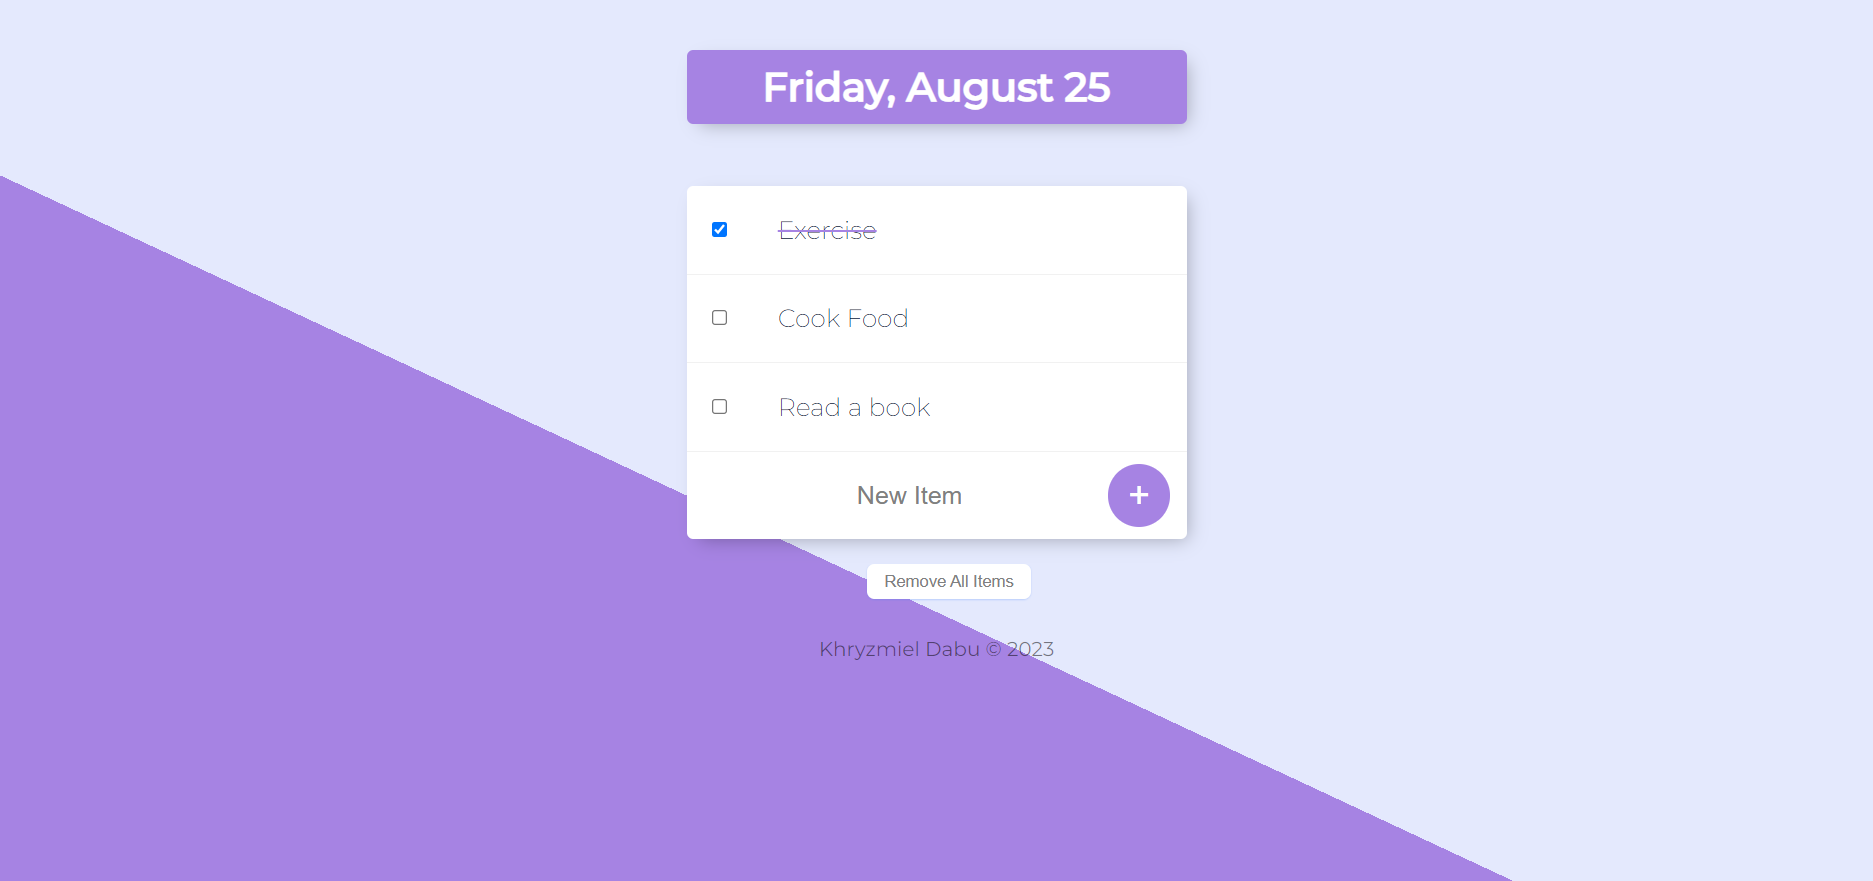 Friday, August 25
Exercise
Cook Food
Read a book
New Item
+
Remove All Items
Khryzmiel Dabu © 2023